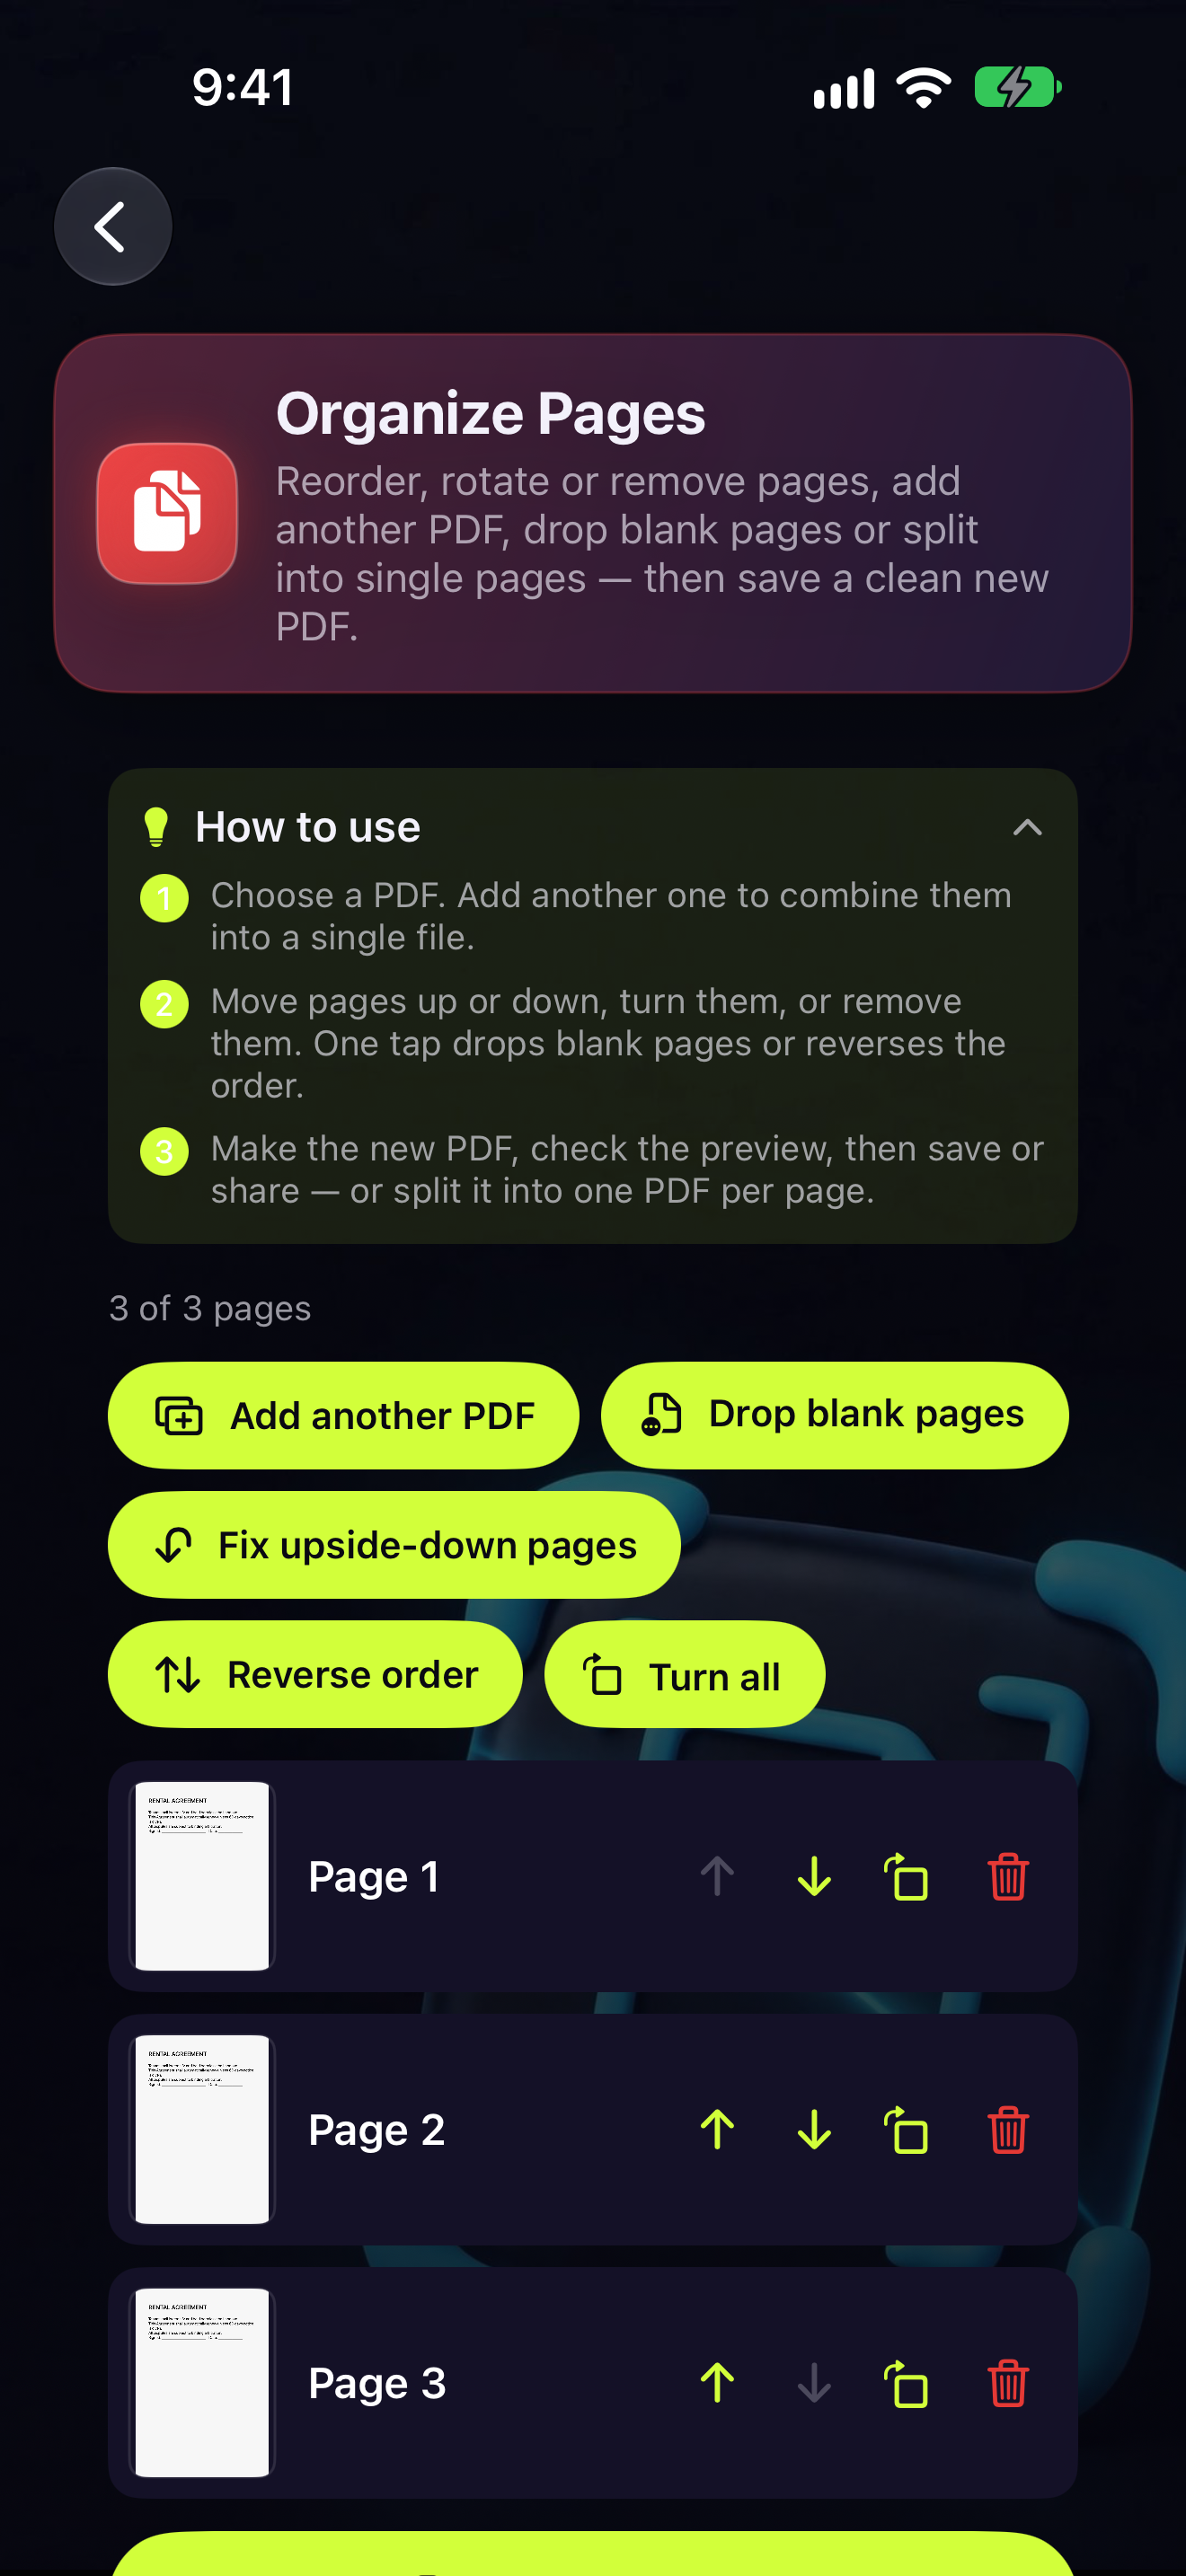 9:41
Organize Pages
Reorder, rotate or remove pages, add
another PDF, drop blank pages or split
into single pages — then save a clean new
PDF.
How to use
1 Choose a PDF. Add another one to combine them
into a single file.
2 Move pages up or down, turn them, or remove
them. One tap drops blank pages or reverses the
order.
3 Make the new PDF, check the preview, then save or
share — or split it into one PDF per page.
3 of 3 pages
Add another PDF
Drop blank pages
Fix upside-down pages
Reverse order
Turn all
RENTAL AGREEMENT
Page 1
RENTAL AGREEMENT
Page 2
RENTAL AGREEMENT
Page 3